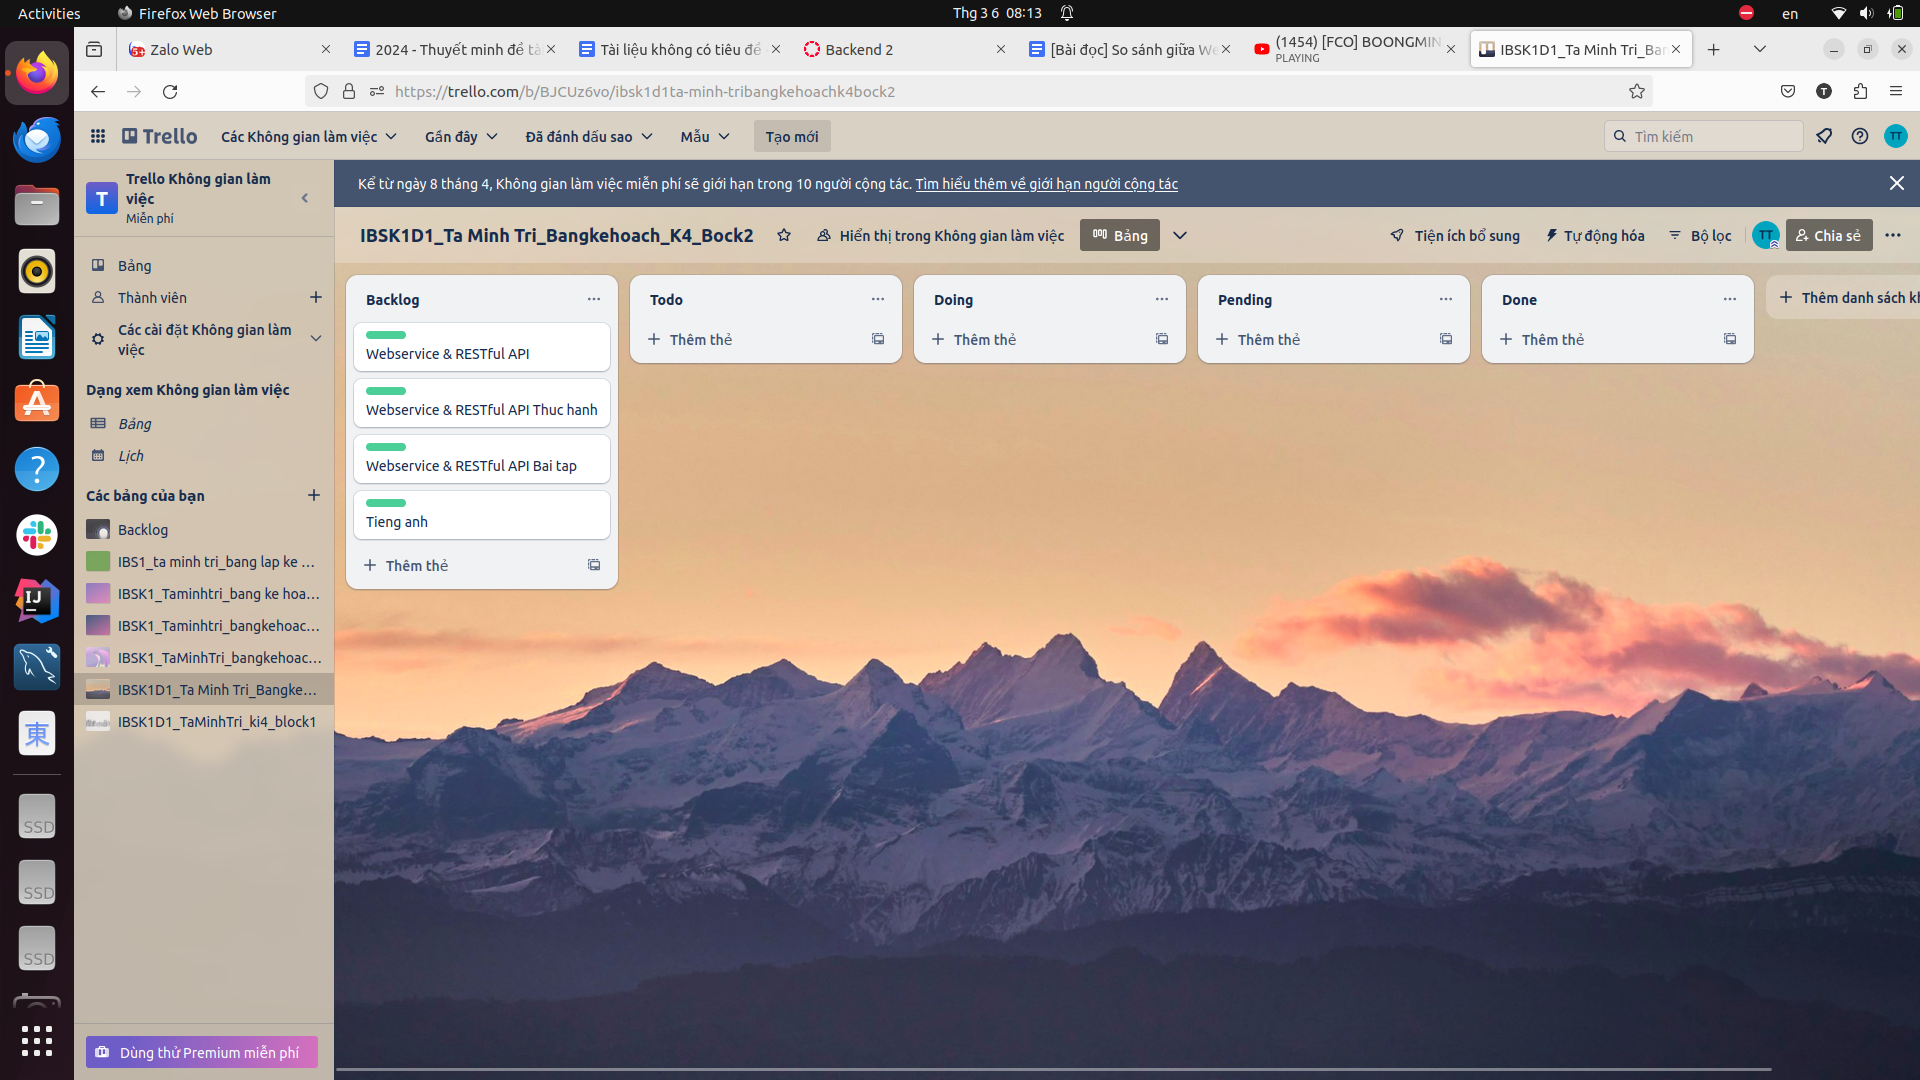 Activities
Firefox Web Browser
Thg 3 6 08:13
en
Zalo Web
2024 - Thuyết minh đề tà
Tài liệu không có tiêu đề
Backend 2
[Bài đọc] So sánh giữa We
(1454) [FCO] BOONGMIN
PLAYING
IBSK1D1_Ta Minh Tri_Ban
https://trello.com/b/BJCUz6vo/ibsk1d1ta-minh-tribangkehoachk4bock2
T
Trello
Các Không gian làm việc
Gần đây
Đã đánh dấu sao
Mẫu
Tạo mới
Tìm kiếm
TT
T
Trello Không gian làm
việc
Miễn phí
Kể từ ngày 8 tháng 4, Không gian làm việc miễn phí sẽ giới hạn trong 10 người cộng tác. Tìm hiểu thêm về giới hạn người cộng tác
IBSK1D1_Ta Minh Tri_Bangkehoach_K4_Bock2
Hiển thị trong Không gian làm việc
Bảng
Tiện ích bổ sung
Tự động hóa
Bộ lọc
TT
Chia sẻ
Bảng
Thành viên
Các cài đặt Không gian làm
việc
Dạng xem Không gian làm việc
Bảng
Lịch
Các bảng của bạn
Backlog
IBS1_ta minh tri_bang lap ke ...
IBSK1_Taminhtri_bang ke hoa...
IBSK1_Taminhtri_bangkehoac...
IBSK1_TaMinhTri_bangkehoac...
IBSK1D1_Ta Minh Tri_Bangke...
IBSK1D1_TaMinhTri_ki4_block1
Dùng thử Premium miễn phí
Backlog
Webservice & RESTful API
Webservice & RESTful API Thuc hanh
Webservice & RESTful API Bai tap
Tieng anh
Thêm thẻ
Todo
Thêm thẻ
Doing
Thêm thẻ
Pending
Thêm thẻ
Done
Thêm thẻ
Thêm danh sách kh
IJ
東
SSD
SSD
SSD